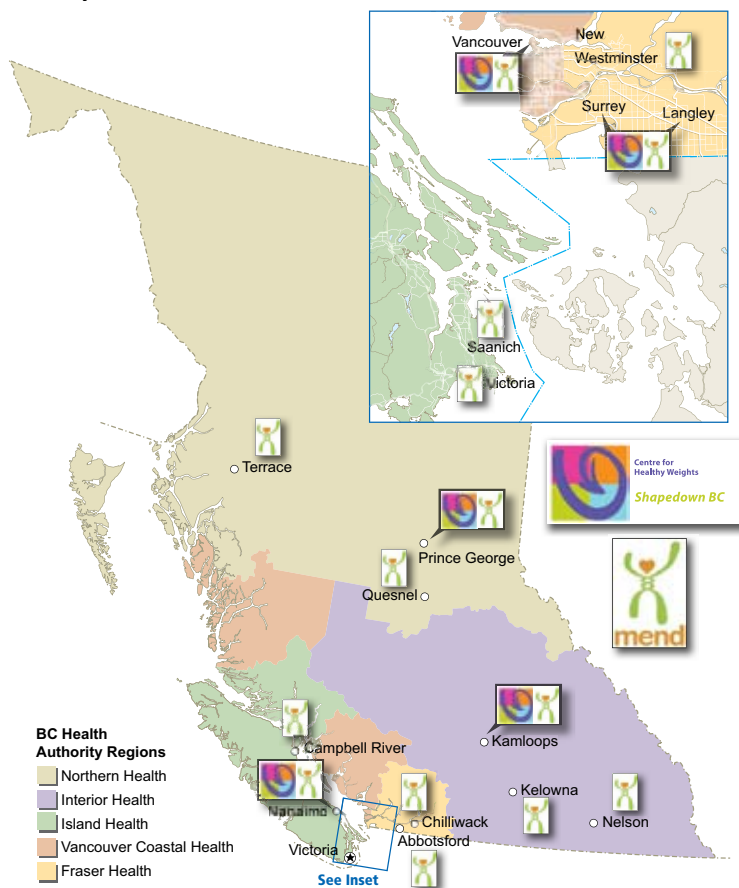 Vancouver
New
Westminster
Surrey
Langley
Saanich
Victoria
Terrace
Centre for
Healthy Weights
Shapedown BC
Prince George
Quesnel
mend
Kamloops
Campbell River
Kelowna
Nanaimo
Chilliwack
Nelson
Abbotsford
Victoria
See Inset
BC Health
Authority Regions
Northern Health
Interior Health
Island Health
Vancouver Coastal Health
Fraser Health